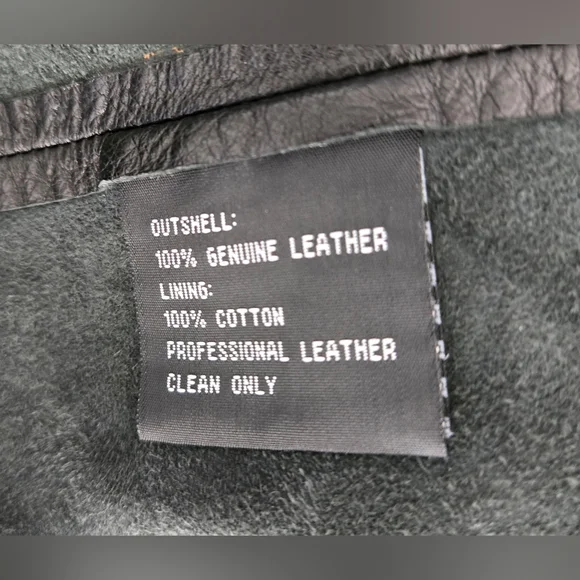 OUTSHELL:
100% GENUINE LEATHER
LINING:
100% COTTON
PROFESSIONAL LEATHER
CLEAN ONLY